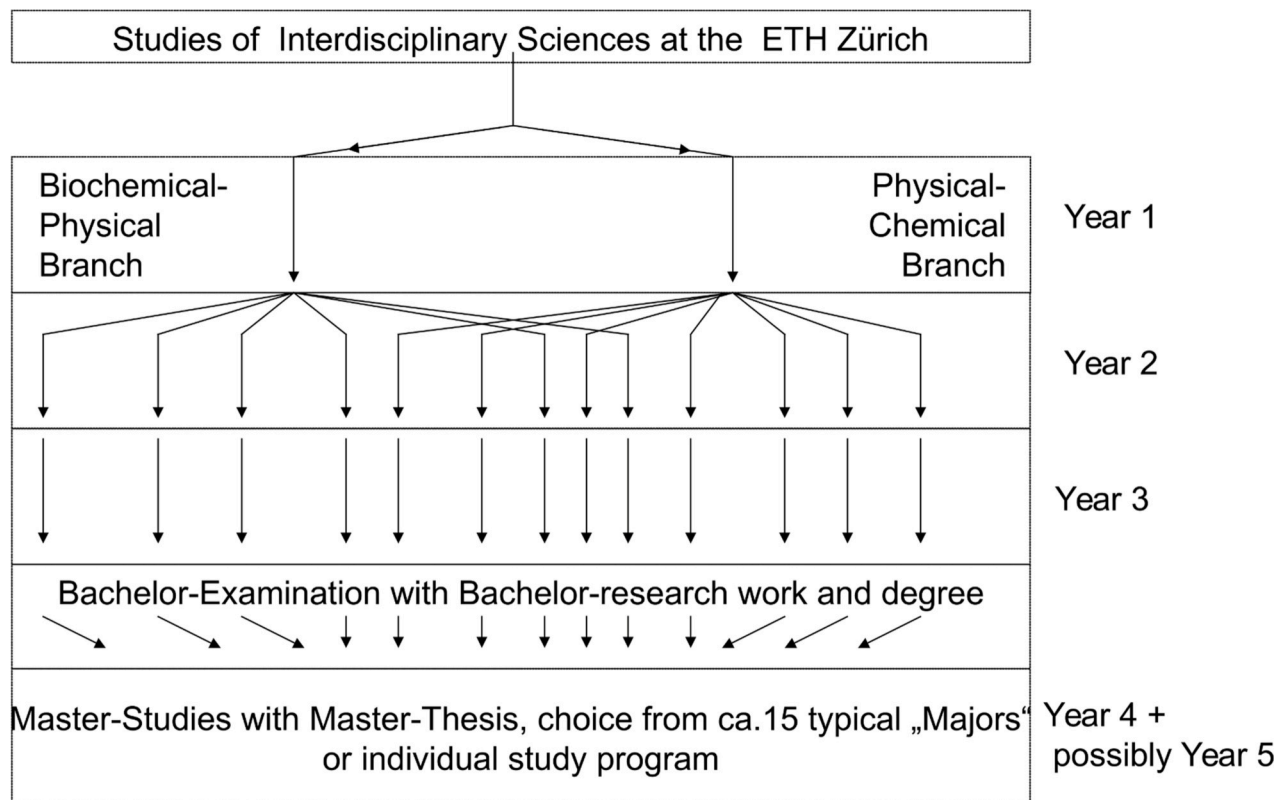 Studies of Interdisciplinary Sciences at the ETH Zürich
Biochemical-
Physical
Branch
Physical-
Chemical
Branch
Year 1
Year 2
Year 3
Bachelor-Examination with Bachelor-research work and degree
Master-Studies with Master-Thesis, choice from ca.15 typical „Majors“
or individual study program
Year 4 +
possibly Year 5